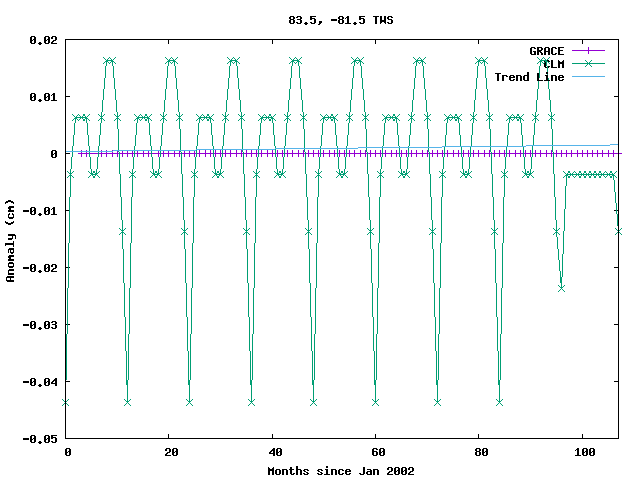 83.5, -81.5 TWS
GRACE
CLM
Trend Line
0.02
0.01
0
-0.01
-0.02
-0.03
-0.04
-0.05
Anomaly (cm)
0 20 40 60 80 100
Months since Jan 2002